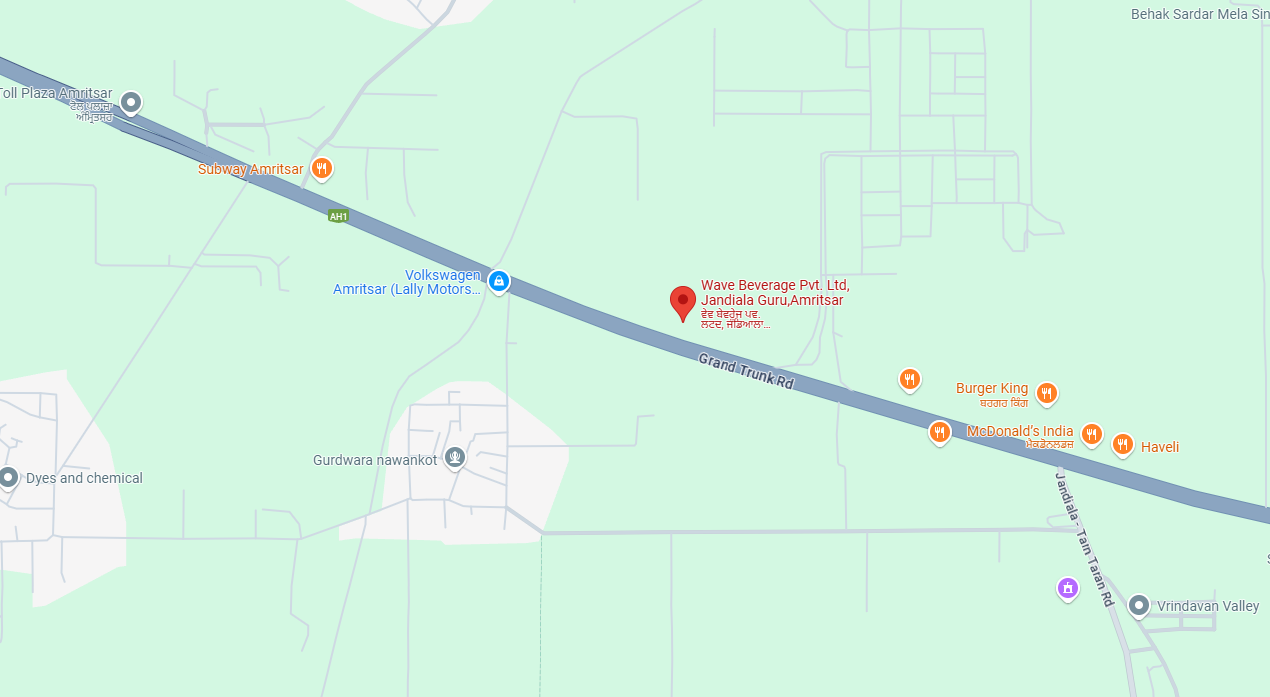 Behak Sardar Mela Sin
Toll Plaza Amritsar
ਟੋਲ ਪਲਾਜ਼ਾ
ਅੰਮ੍ਰਿਤਸਰ
Subway Amritsar
AH1
Volkswagen
Amritsar (Lally Motors...
Wave Beverage Pvt. Ltd,
Jandiala Guru,Amritsar
ਵੇਵ ਬੇਵਰੇਜ ਪਵ.
ਲਟਦ, ਜੰਡਿਆਲਾ...
Grand Trunk Rd
Burger King
ਬਰਗਰ ਕਿੰਗ
McDonald's India
ਮੈਕਡੋਨਲਡਜ਼
Haveli
Gurdwara nawankot
Dyes and chemical
Jandiala - Tarn Taran Rd
Vrindavan Valley